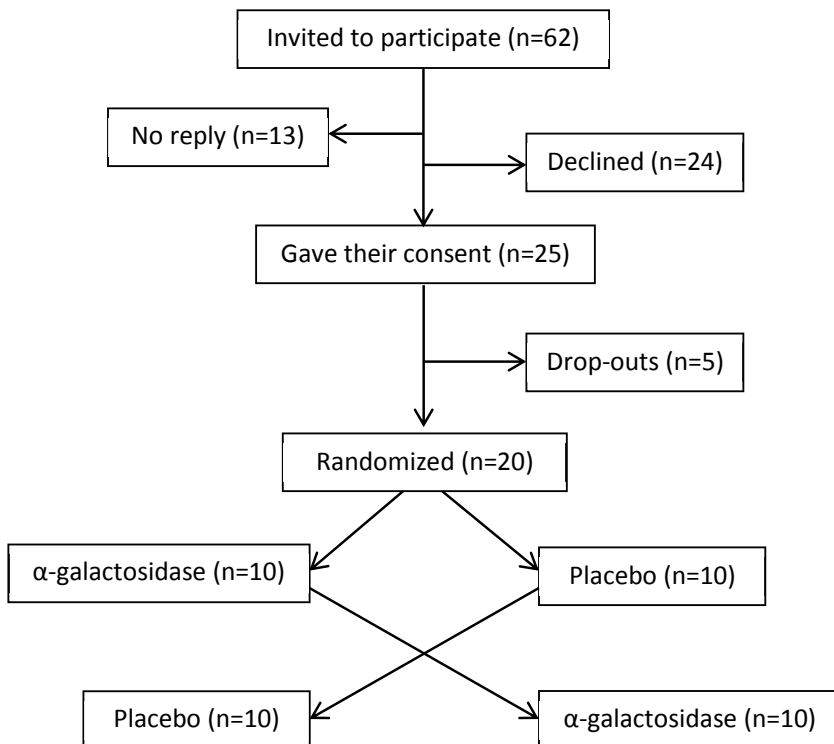 Invited to participate (n=62)
No reply (n=13)
Declined (n=24)
Gave their consent (n=25)
Drop-outs (n=5)
Randomized (n=20)
α-galactosidase (n=10)
Placebo (n=10)
Placebo (n=10)
α-galactosidase (n=10)